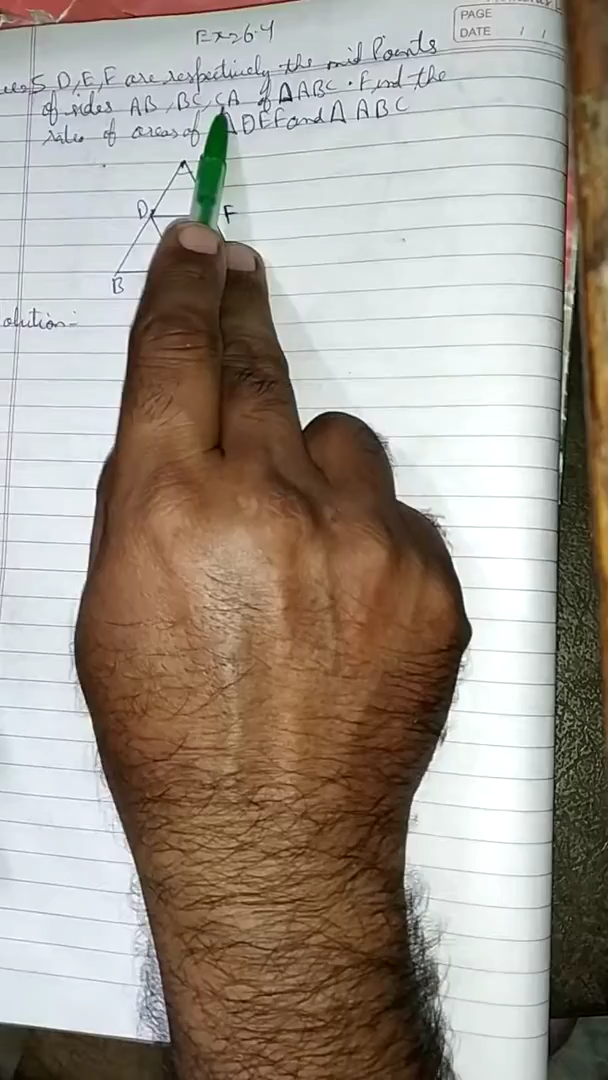 Ex=6.4
PAGE
DATE / /
5, D, E, F are respectively the mid Points
of sides AB, BC, CA of ΔABC. Find the
ratio of areas of ΔDEF and ΔABC
D
F
B
olution:-